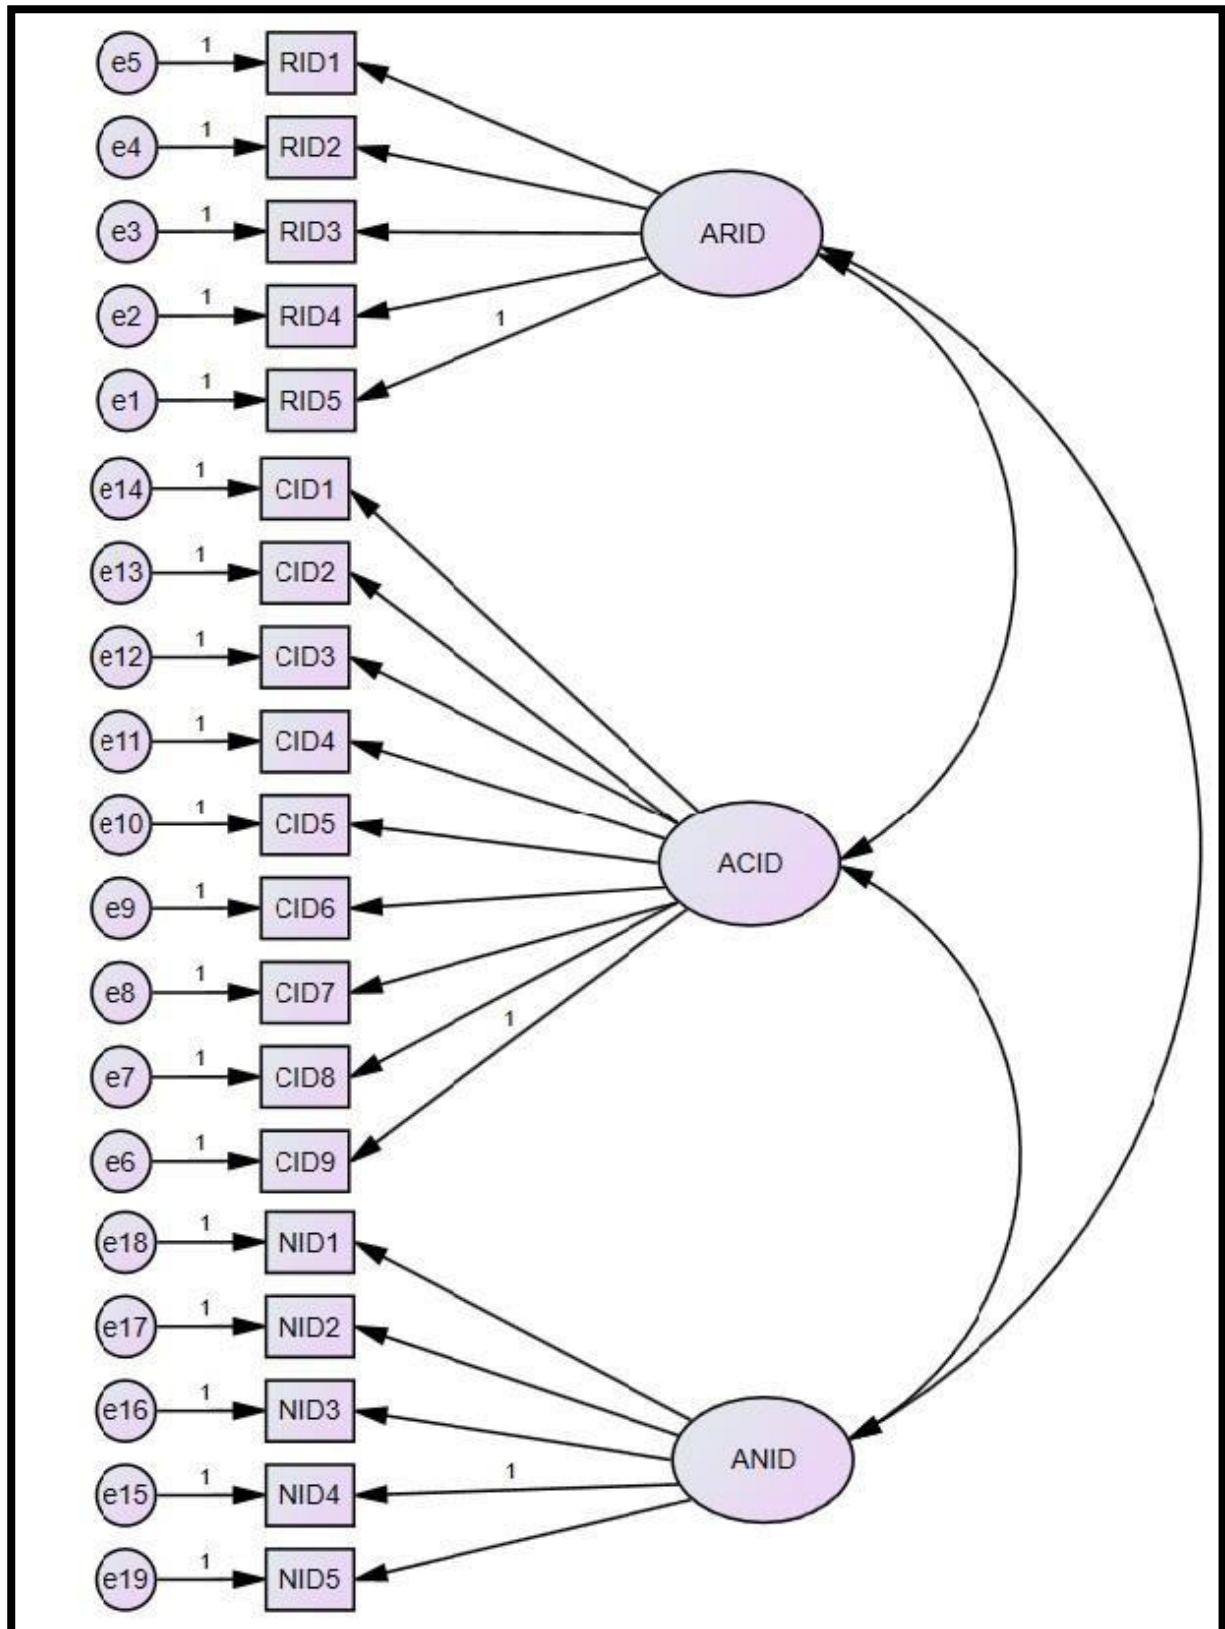 e5 1 RID1
e4 1 RID2
ARID
e3 1 RID3
e2 1 RID4
1
e1 1 RID5
e14 1 CID1
e13 1 CID2
e12 1 CID3
e11 1 CID4
e10 1 CID5
ACID
e9 1 CID6
e8 1 CID7
1
e7 1 CID8
e6 1 CID9
e18 1 NID1
e17 1 NID2
e16 1 NID3
ANID
e15 1 NID4 1
e19 1 NID5